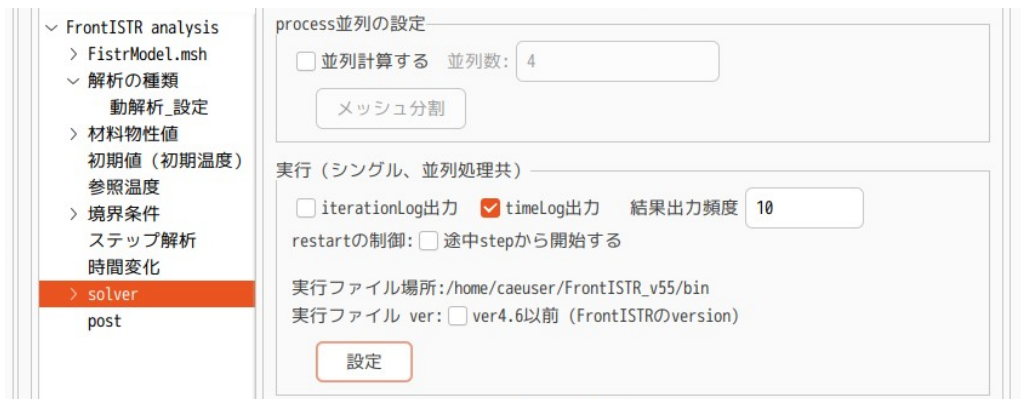 FrontISTR analysis
FistrModel.msh
解析の種類
動解析_設定
材料物性値
初期値（初期温度）
参照温度
境界条件
ステップ解析
時間変化
solver
post
process並列の設定
並列計算する 並列数: 4
メッシュ分割
実行（シングル、並列処理共）
iterationLog出力 timeLog出力 結果出力頻度 10
restartの制御: 途中stepから開始する
実行ファイル場所:/home/caeuser/FrontISTR_v55/bin
実行ファイル ver: ver4.6以前（FrontISTRのversion）
設定